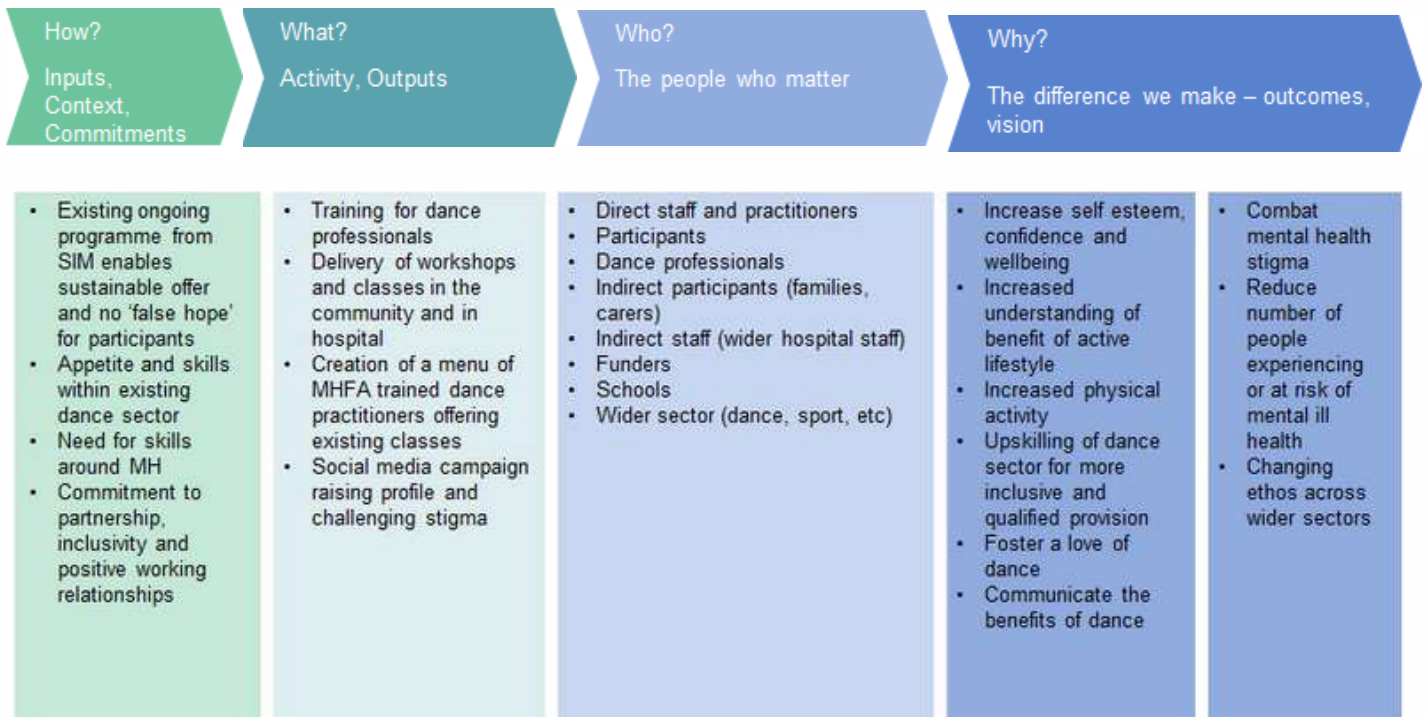 How?
Inputs,
Context,
Commitments
What?
Activity, Outputs
Who?
The people who matter
Why?
The difference we make – outcomes,
vision
• Existing ongoing
programme from
SIM enables
sustainable offer
and no ‘false hope’
for participants
• Appetite and skills
within existing
dance sector
• Need for skills
around MH
• Commitment to
partnership,
inclusivity and
positive working
relationships
• Training for dance
professionals
• Delivery of workshops
and classes in the
community and in
hospital
• Creation of a menu of
MHFA trained dance
practitioners offering
existing classes
• Social media campaign
raising profile and
challenging stigma
• Direct staff and practitioners
• Participants
• Dance professionals
• Indirect participants (families,
carers)
• Indirect staff (wider hospital staff)
• Funders
• Schools
• Wider sector (dance, sport, etc)
• Increase self esteem,
confidence and
wellbeing
• Increased
understanding of
benefit of active
lifestyle
• Increased physical
activity
• Upskilling of dance
sector for more
inclusive and
qualified provision
• Foster a love of
dance
• Communicate the
benefits of dance
• Combat
mental health
stigma
• Reduce
number of
people
experiencing
or at risk of
mental ill
health
• Changing
ethos across
wider sectors